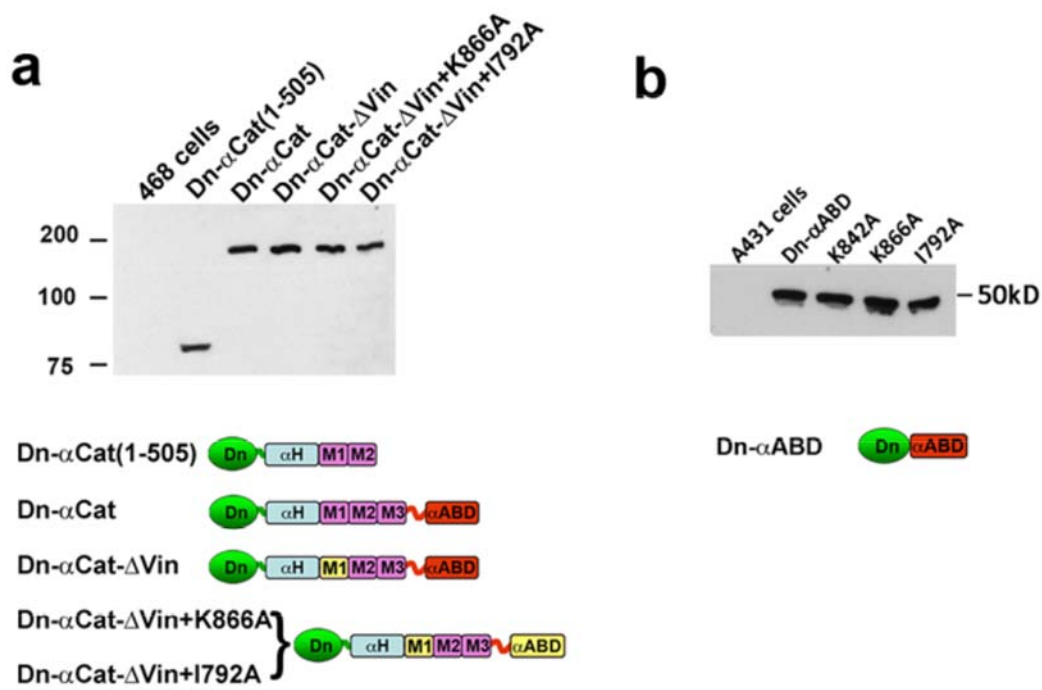 a
468 cells
Dn-αCat(1-505)
Dn-αCat
Dn-αCat-ΔVin
Dn-αCat-ΔVin+K866A
Dn-αCat-ΔVin+I792A
200
100
75
Dn-αCat(1-505) Dn αH M1 M2
Dn-αCat Dn αH M1 M2 M3 αABD
Dn-αCat-ΔVin Dn αH M1 M2 M3 αABD
Dn-αCat-ΔVin+K866A
Dn αH M1 M2 M3 αABD
Dn-αCat-ΔVin+I792A
b
A431 cells
Dn-αABD
K842A
K866A
I792A
50kD
Dn-αABD Dn αABD